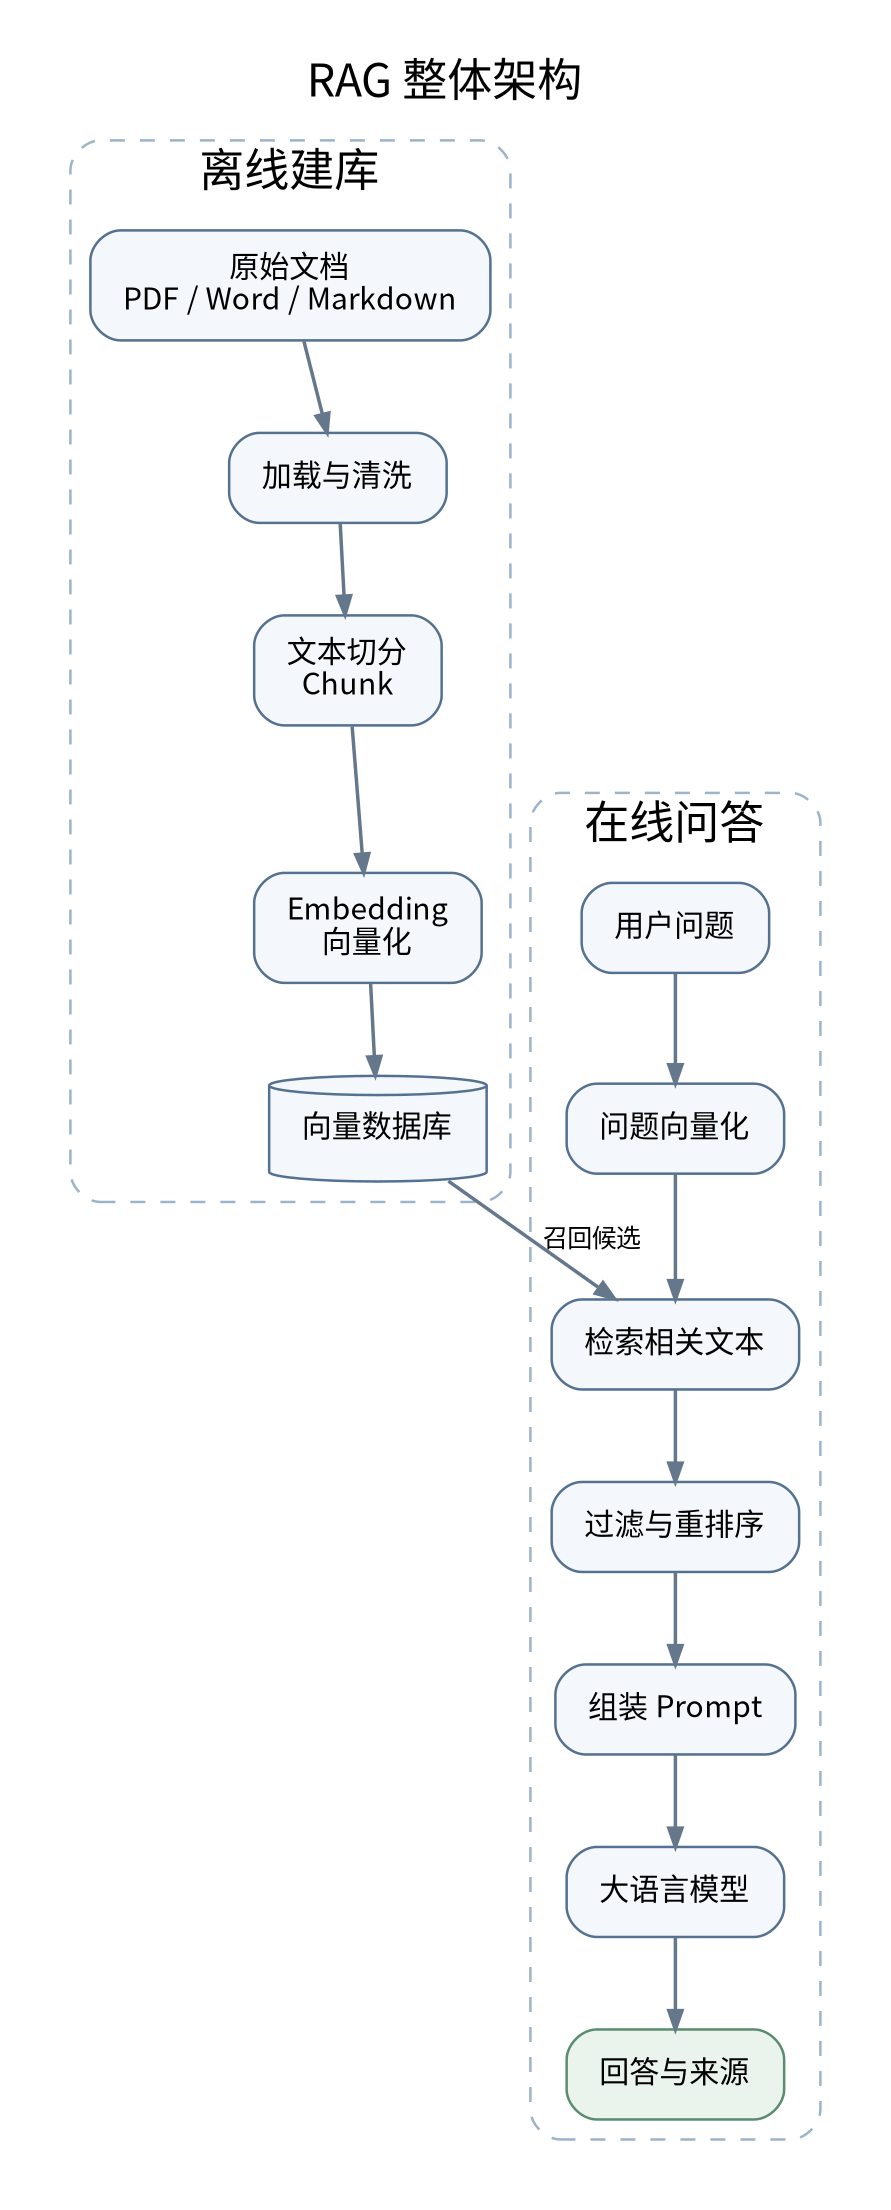 RAG 整体架构
离线建库
原始文档
PDF / Word / Markdown
加载与清洗
文本切分
Chunk
Embedding
向量化
向量数据库
在线问答
用户问题
问题向量化
召回候选
检索相关文本
过滤与重排序
组装 Prompt
大语言模型
回答与来源